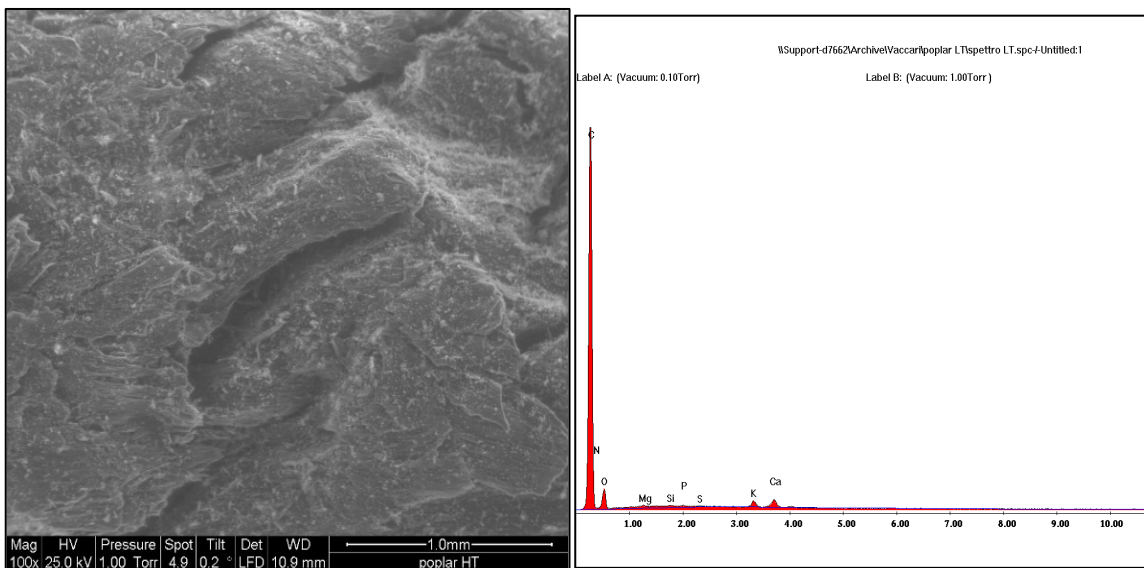 Mag HV Pressure Spot Tilt Det WD 1.0mm
100x 25.0 kV 1.00 Torr 4.9 0.2 ° LFD 10.9 mm poplar HT
\\Support-d7662\Archive\Vaccari\poplar LT\spettro LT.spc-/-Untitled:1
Label A: (Vacuum: 0.10Torr) Label B: (Vacuum: 1.00Torr )
C
N
O
Mg
Si
P
S
K
Ca
1.00 2.00 3.00 4.00 5.00 6.00 7.00 8.00 9.00 10.00